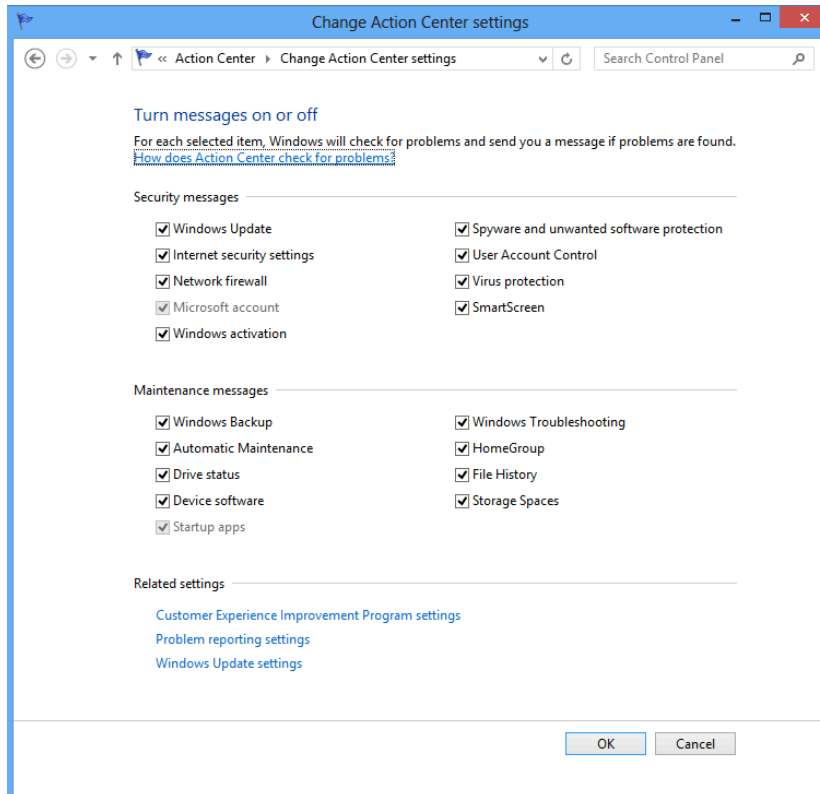 Change Action Center settings
« Action Center Change Action Center settings
Search Control Panel
Turn messages on or off
For each selected item, Windows will check for problems and send you a message if problems are found.
How does Action Center check for problems?
Security messages
Windows Update Spyware and unwanted software protection
Internet security settings User Account Control
Network firewall Virus protection
Microsoft account SmartScreen
Windows activation
Maintenance messages
Windows Backup Windows Troubleshooting
Automatic Maintenance HomeGroup
Drive status File History
Device software Storage Spaces
Startup apps
Related settings
Customer Experience Improvement Program settings
Problem reporting settings
Windows Update settings
OK Cancel